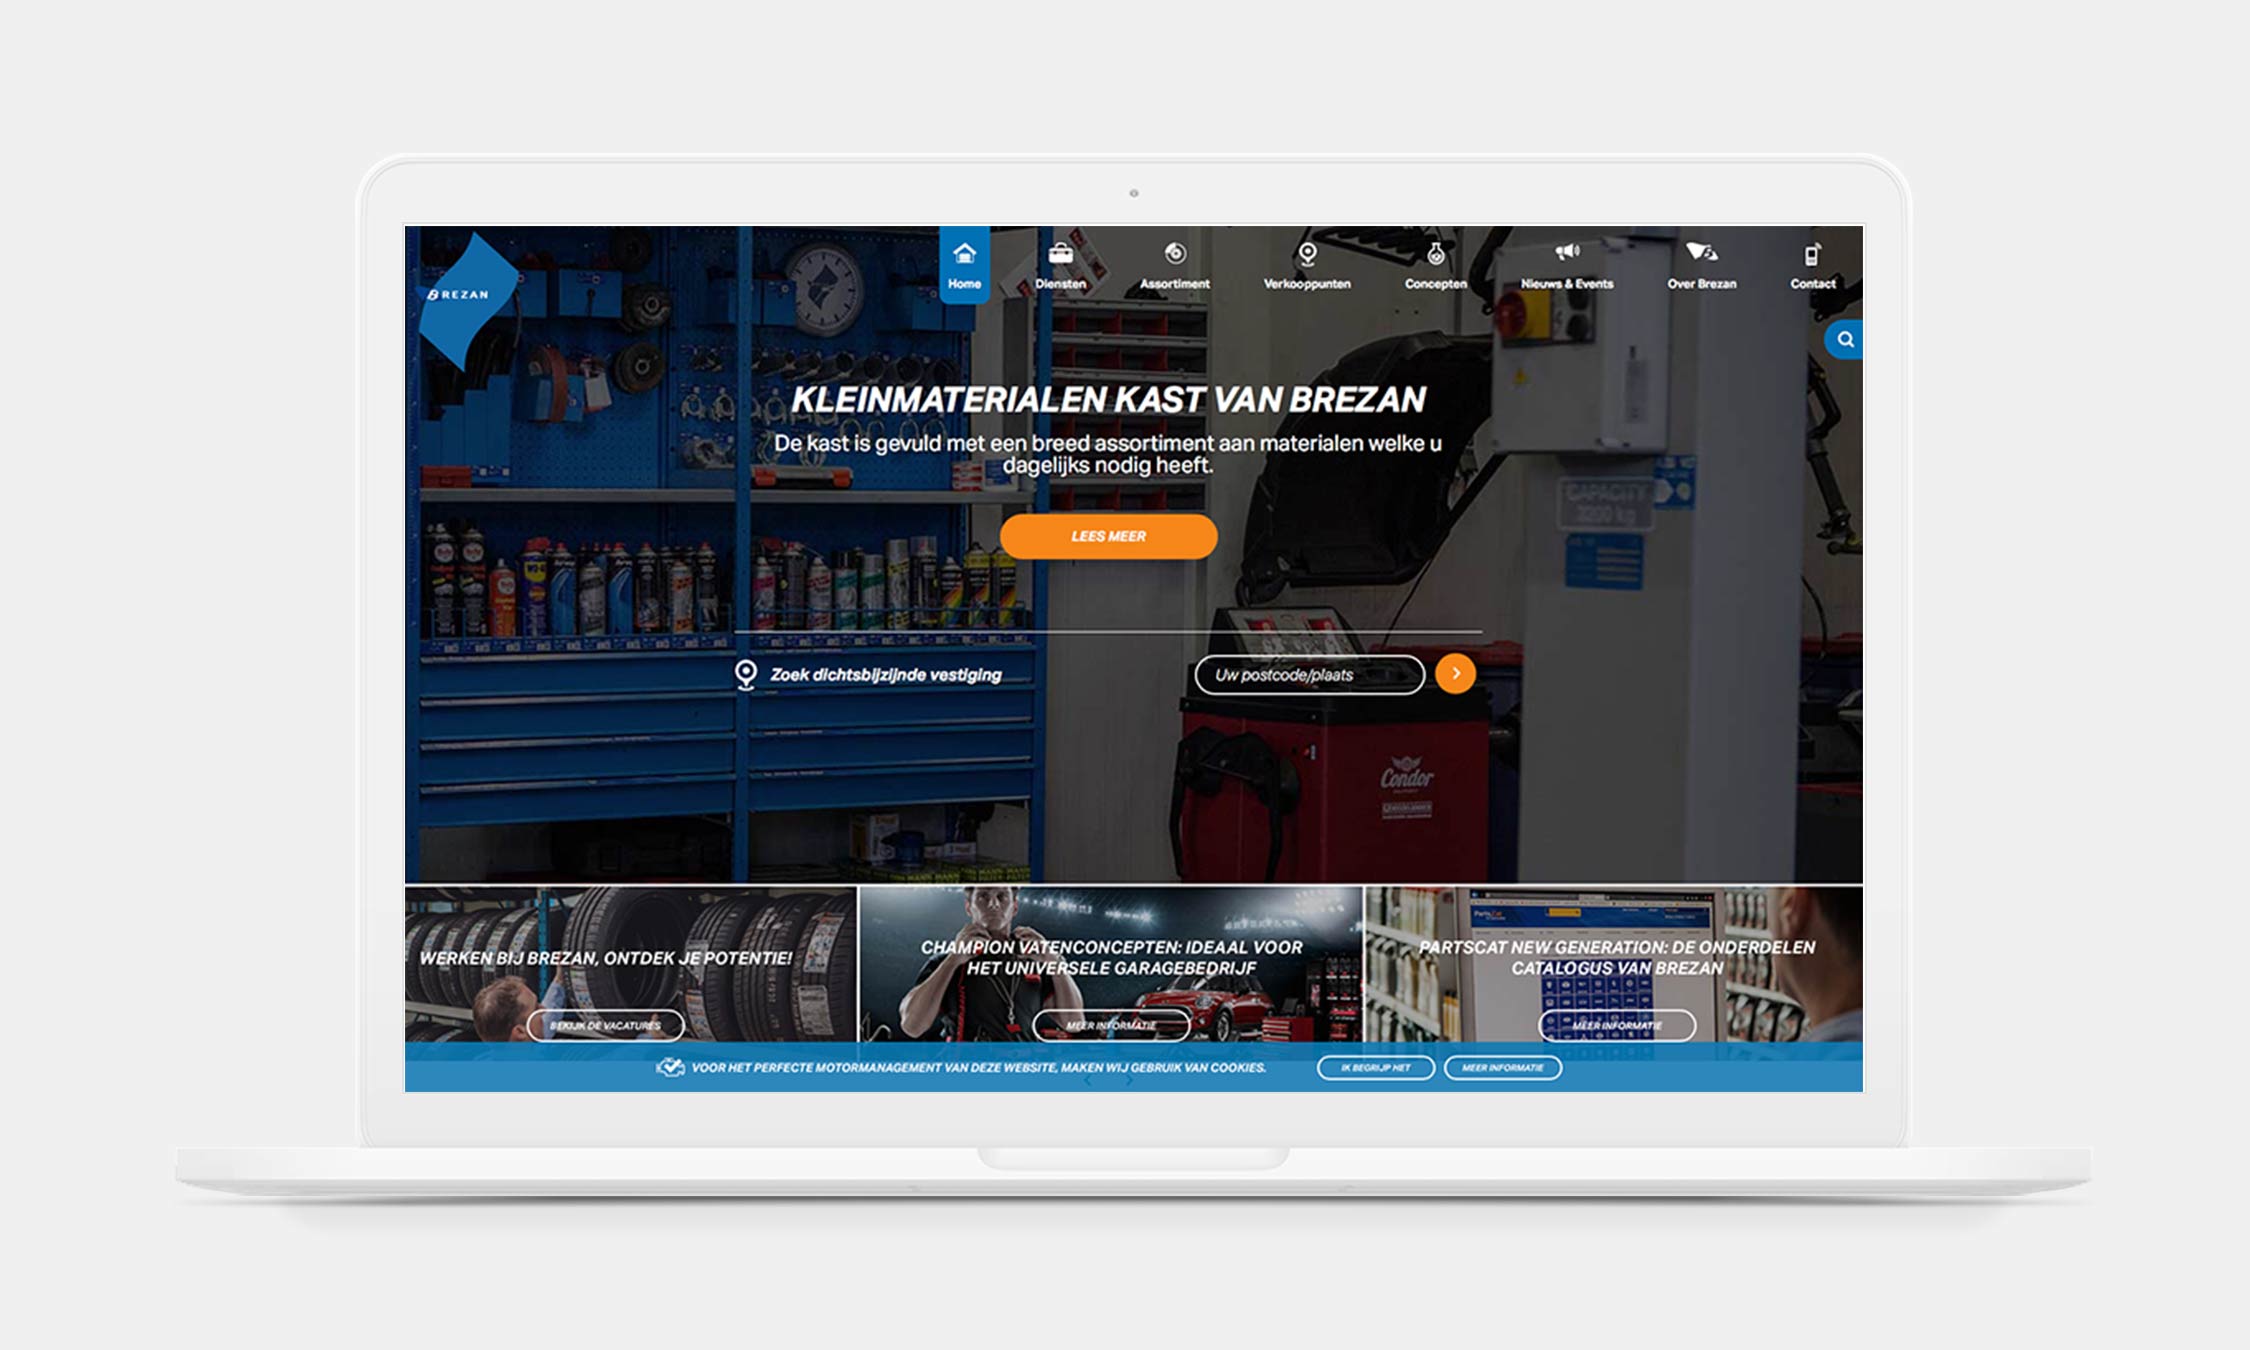 BREZAN
Home
Diensten
Assortiment
Verkooppunten
Concepten
Nieuws & Events
Over Brezan
Contact
KLEINMATERIALEN KAST VAN BREZAN
De kast is gevuld met een breed assortiment aan materialen welke u
dagelijks nodig heeft.
CAPACITY
3200 kg
LEES MEER
Zoek dichtsbijzijnde vestiging
Uw postcode/plaats
Condor
WERKEN BIJ BREZAN, ONTDEK JE POTENTIE!
BEKIJK DE VACATURES
CHAMPION VATENCONCEPTEN: IDEAAL VOOR
HET UNIVERSELE GARAGEBEDRIJF
MEER INFORMATIE
PARTSCAT NEW GENERATION: DE ONDERDELEN
CATALOGUS VAN BREZAN
MEER INFORMATIE
VOOR HET PERFECTE MOTORMANAGEMENT VAN DEZE WEBSITE, MAKEN WIJ GEBRUIK VAN COOKIES.
IK BEGRIJP HET
MEER INFORMATIE